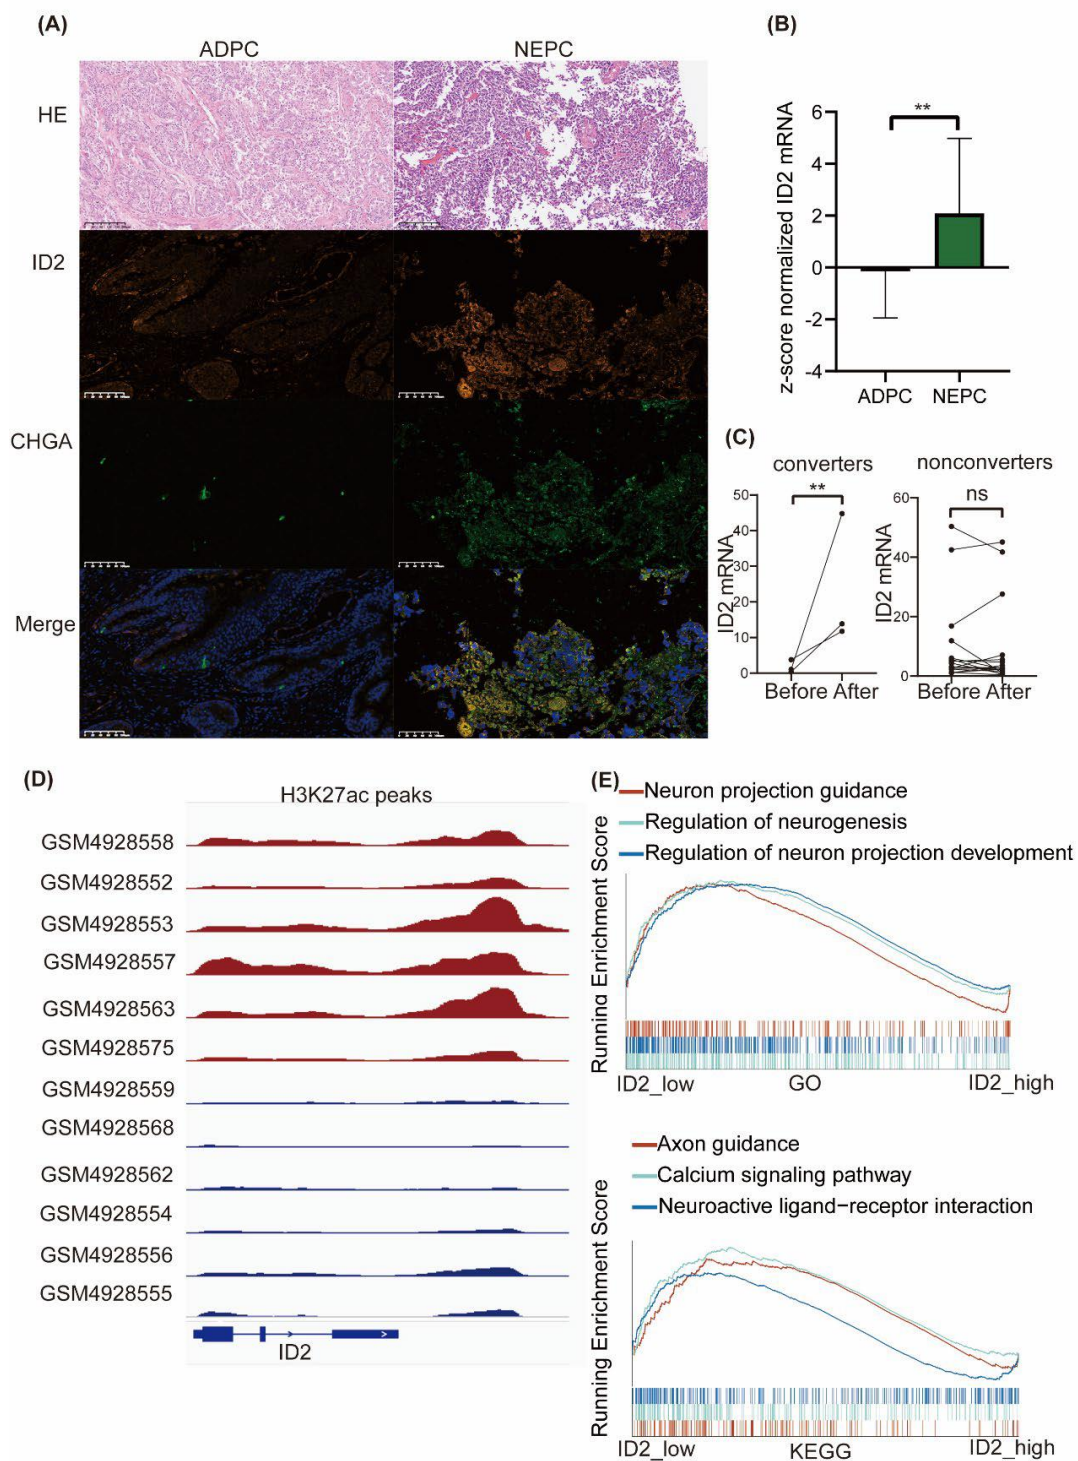 (A)
ADPC NEPC
HE
ID2
CHGA
Merge
(B)
z-score normalized ID2 mRNA
6
4
2
0
-2
-4
**
ADPC NEPC
(C)
converters
**
ID2 mRNA
50
40
30
20
10
0
Before After
nonconverters
ns
ID2 mRNA
60
40
20
0
Before After
(D)
H3K27ac peaks
GSM4928558
GSM4928552
GSM4928553
GSM4928557
GSM4928563
GSM4928575
GSM4928559
GSM4928568
GSM4928562
GSM4928554
GSM4928556
GSM4928555
ID2
(E)
Neuron projection guidance
Regulation of neurogenesis
Regulation of neuron projection development
Running Enrichment Score
ID2_low GO ID2_high
Axon guidance
Calcium signaling pathway
Neuroactive ligand−receptor interaction
Running Enrichment Score
ID2_low KEGG ID2_high